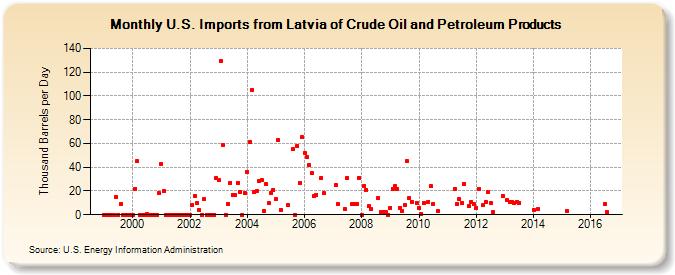 Monthly U.S. Imports from Latvia of Crude Oil and Petroleum Products
Thousand Barrels per Day
140
120
100
80
60
40
20
0
2000 2002 2004 2006 2008 2010 2012 2014 2016
Source: U.S. Energy Information Administration